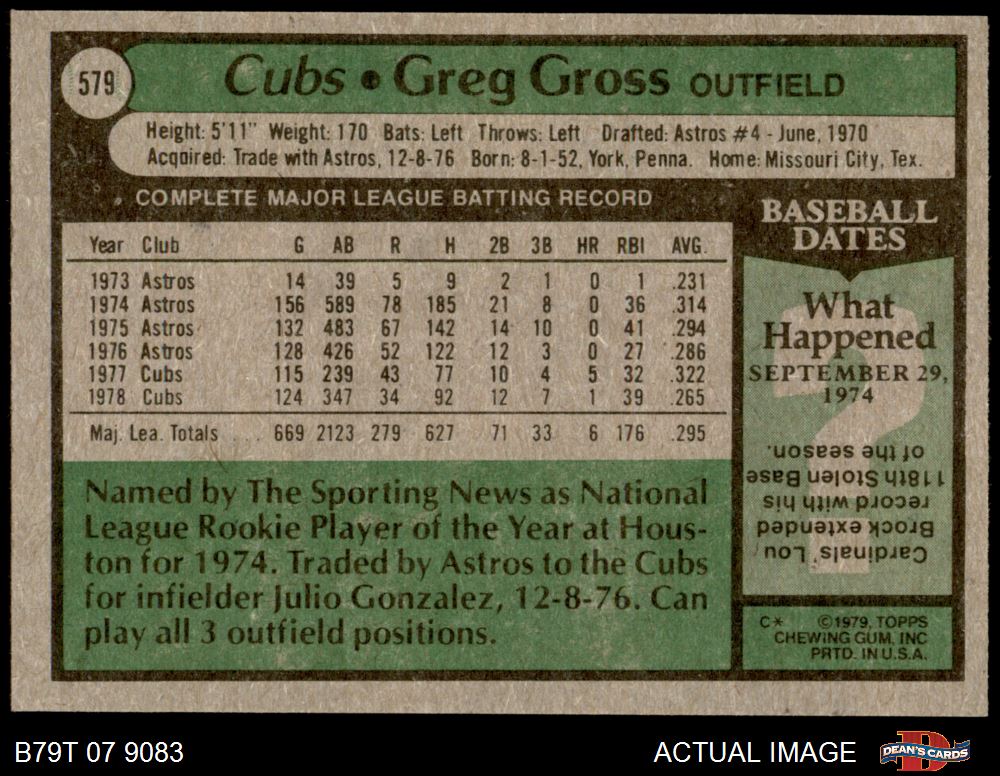 579
Cubs • Greg Gross OUTFIELD
Height: 5'11" Weight: 170 Bats: Left Throws: Left Drafted: Astros #4 - June, 1970
Acquired: Trade with Astros, 12-8-76 Born: 8-1-52, York, Penna. Home: Missouri City, Tex.
COMPLETE MAJOR LEAGUE BATTING RECORD
Year Club G AB R H 2B 3B HR RBI AVG.
1973 Astros 14 39 5 9 2 1 0 1 .231
1974 Astros 156 589 78 185 21 8 0 36 .314
1975 Astros 132 483 67 142 14 10 0 41 .294
1976 Astros 128 426 52 122 12 3 0 27 .286
1977 Cubs 115 239 43 77 10 4 5 32 .322
1978 Cubs 124 347 34 92 12 7 1 39 .265
Maj. Lea. Totals ... 669 2123 279 627 71 33 6 176 .295
Named by The Sporting News as National
League Rookie Player of the Year at Hous-
ton for 1974. Traded by Astros to the Cubs
for infielder Julio Gonzalez, 12-8-76. Can
play all 3 outfield positions.
BASEBALL
DATES
What
Happened
SEPTEMBER 29,
1974
?
Cardinals' Lou
Brock extended
record with his
118th Stolen Base
of the season.
C* ©1979, TOPPS
CHEWING GUM, INC
PRTD. IN U.S.A.
B79T 07 9083
ACTUAL IMAGE
DEAN'S CARDS